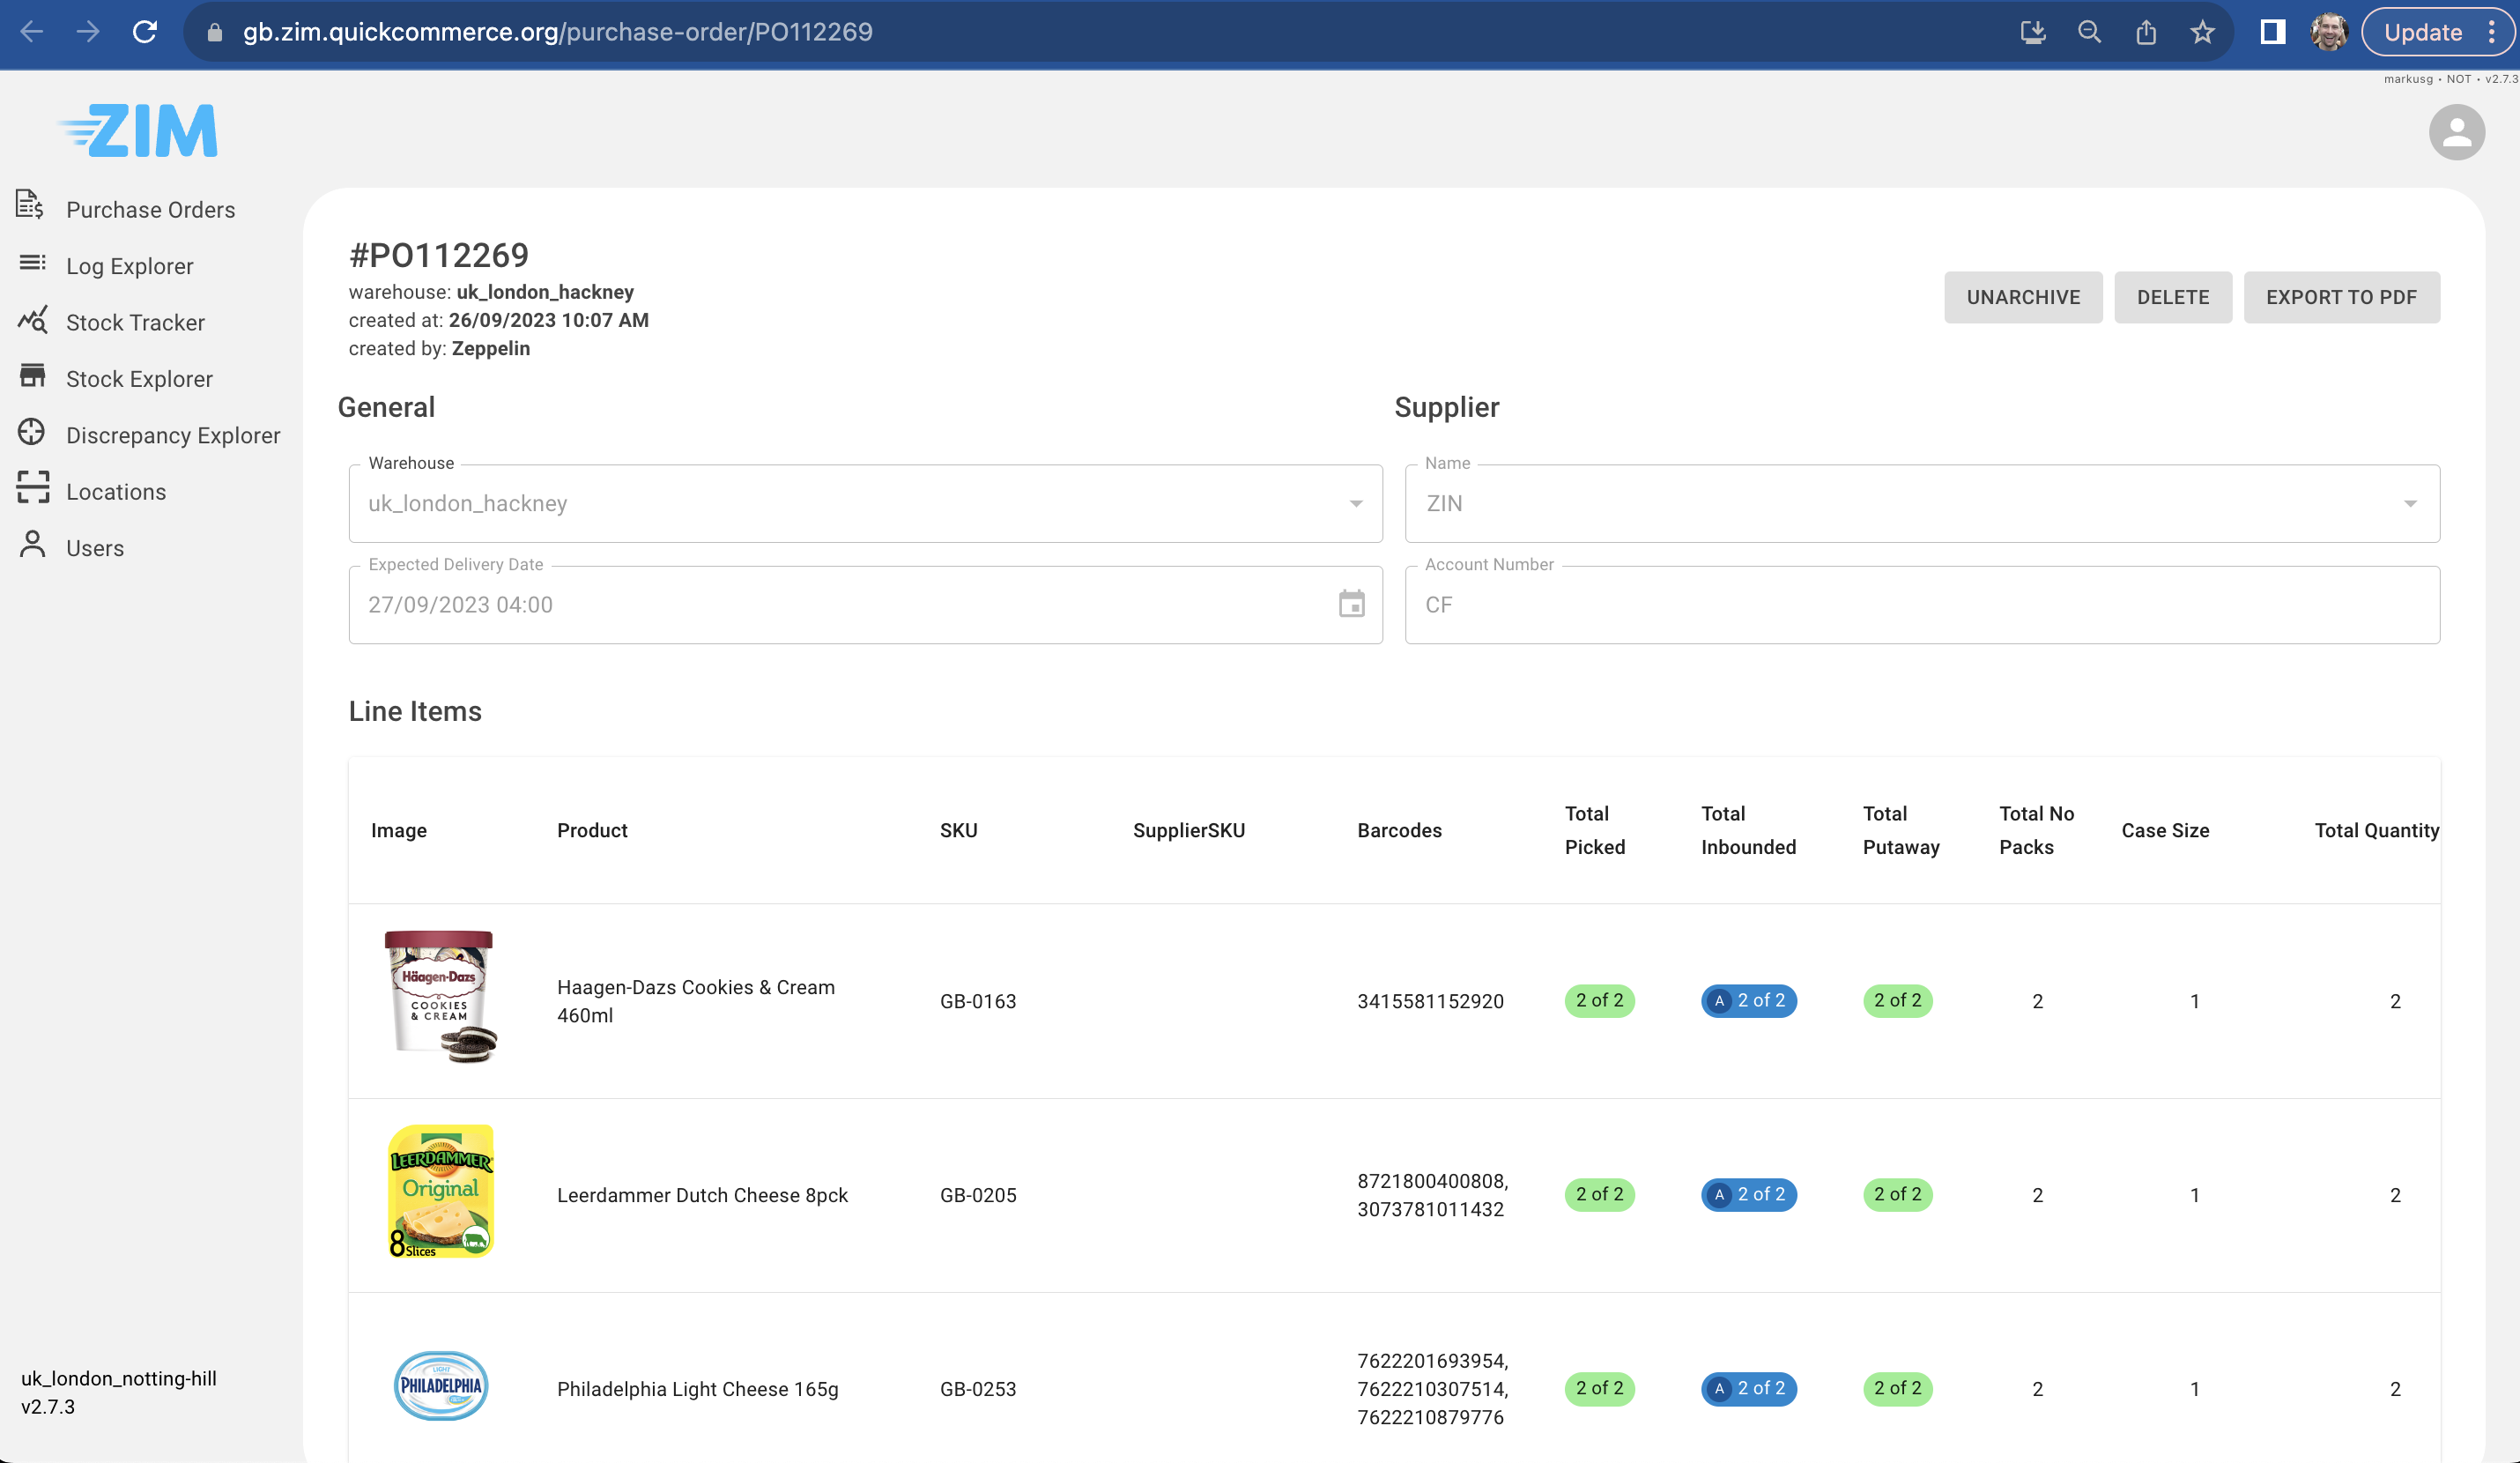 gb.zim.quickcommerce.org/purchase-order/PO112269
Update
markusg • NOT • v2.7.3
ZIM
Purchase Orders
Log Explorer
Stock Tracker
Stock Explorer
Discrepancy Explorer
Locations
Users
uk_london_notting-hill
v2.7.3
#PO112269
warehouse: uk_london_hackney
created at: 26/09/2023 10:07 AM
created by: Zeppelin
UNARCHIVE DELETE EXPORT TO PDF
General
Supplier
Warehouse
uk_london_hackney
Name
ZIN
Expected Delivery Date
27/09/2023 04:00
Account Number
CF
Line Items
Image Product SKU SupplierSKU Barcodes Total Picked Total Inbounded Total Putaway Total No Packs Case Size Total Quantity
Häagen-Dazs
COOKIES
& CREAM
Haagen-Dazs Cookies & Cream
460ml
GB-0163
3415581152920
2 of 2
A 2 of 2
2 of 2
2
1
2
LEERDAMMER
Original
8 Slices
Leerdammer Dutch Cheese 8pck
GB-0205
8721800400808,
3073781011432
2 of 2
A 2 of 2
2 of 2
2
1
2
LIGHT
PHILADELPHIA
Philadelphia Light Cheese 165g
GB-0253
7622201693954,
7622210307514,
7622210879776
2 of 2
A 2 of 2
2 of 2
2
1
2